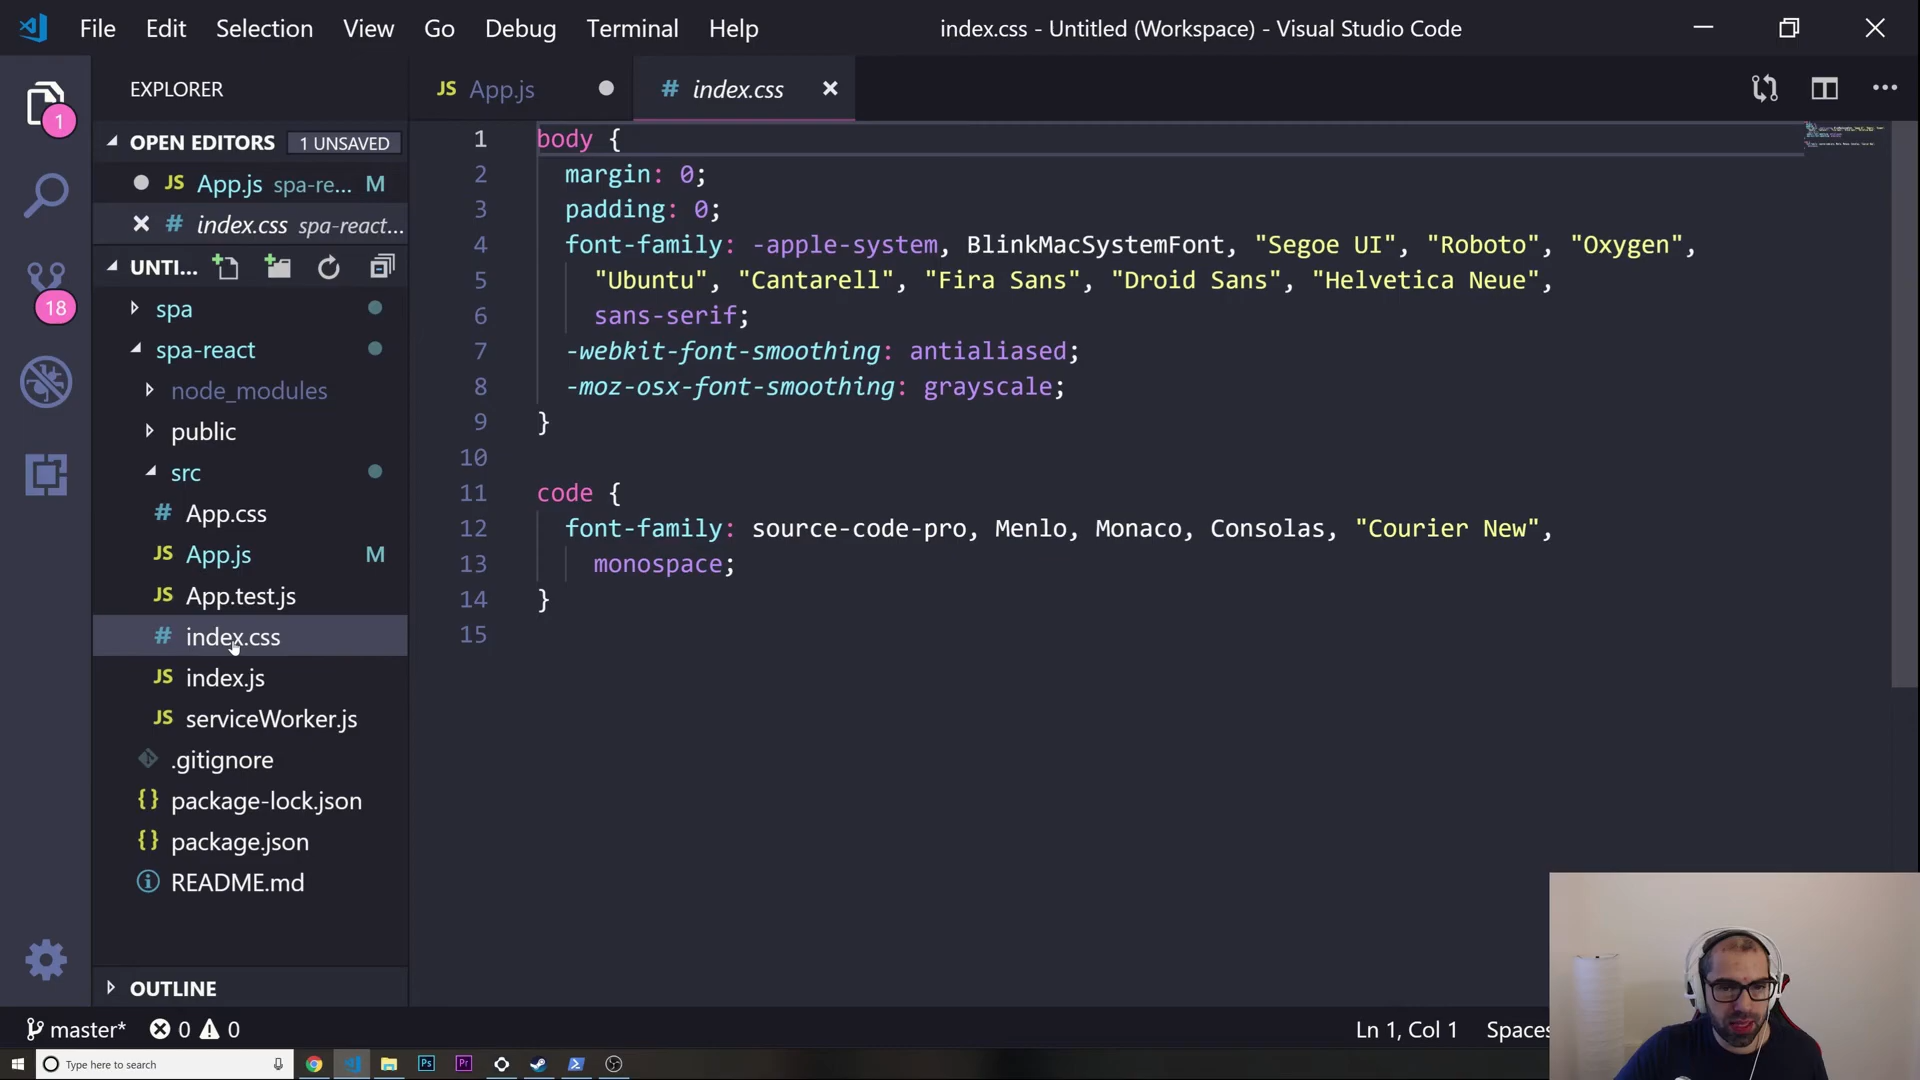 File Edit Selection View Go Debug Terminal Help
index.css - Untitled (Workspace) - Visual Studio Code
EXPLORER
1
OPEN EDITORS 1 UNSAVED
JS App.js spa-re... M
# index.css spa-react...
UNTI...
18
spa
spa-react
node_modules
public
src
# App.css
JS App.js M
JS App.test.js
# index.css
JS index.js
JS serviceWorker.js
.gitignore
{} package-lock.json
{} package.json
README.md
OUTLINE
JS App.js
# index.css
1 body {
2 margin: 0;
3 padding: 0;
4 font-family: -apple-system, BlinkMacSystemFont, "Segoe UI", "Roboto", "Oxygen",
5 "Ubuntu", "Cantarell", "Fira Sans", "Droid Sans", "Helvetica Neue",
6 sans-serif;
7 -webkit-font-smoothing: antialiased;
8 -moz-osx-font-smoothing: grayscale;
9 }
10
11 code {
12 font-family: source-code-pro, Menlo, Monaco, Consolas, "Courier New",
13 monospace;
14 }
15
master* 0 0
Ln 1, Col 1 Spaces
Type here to search
Ps
Pr